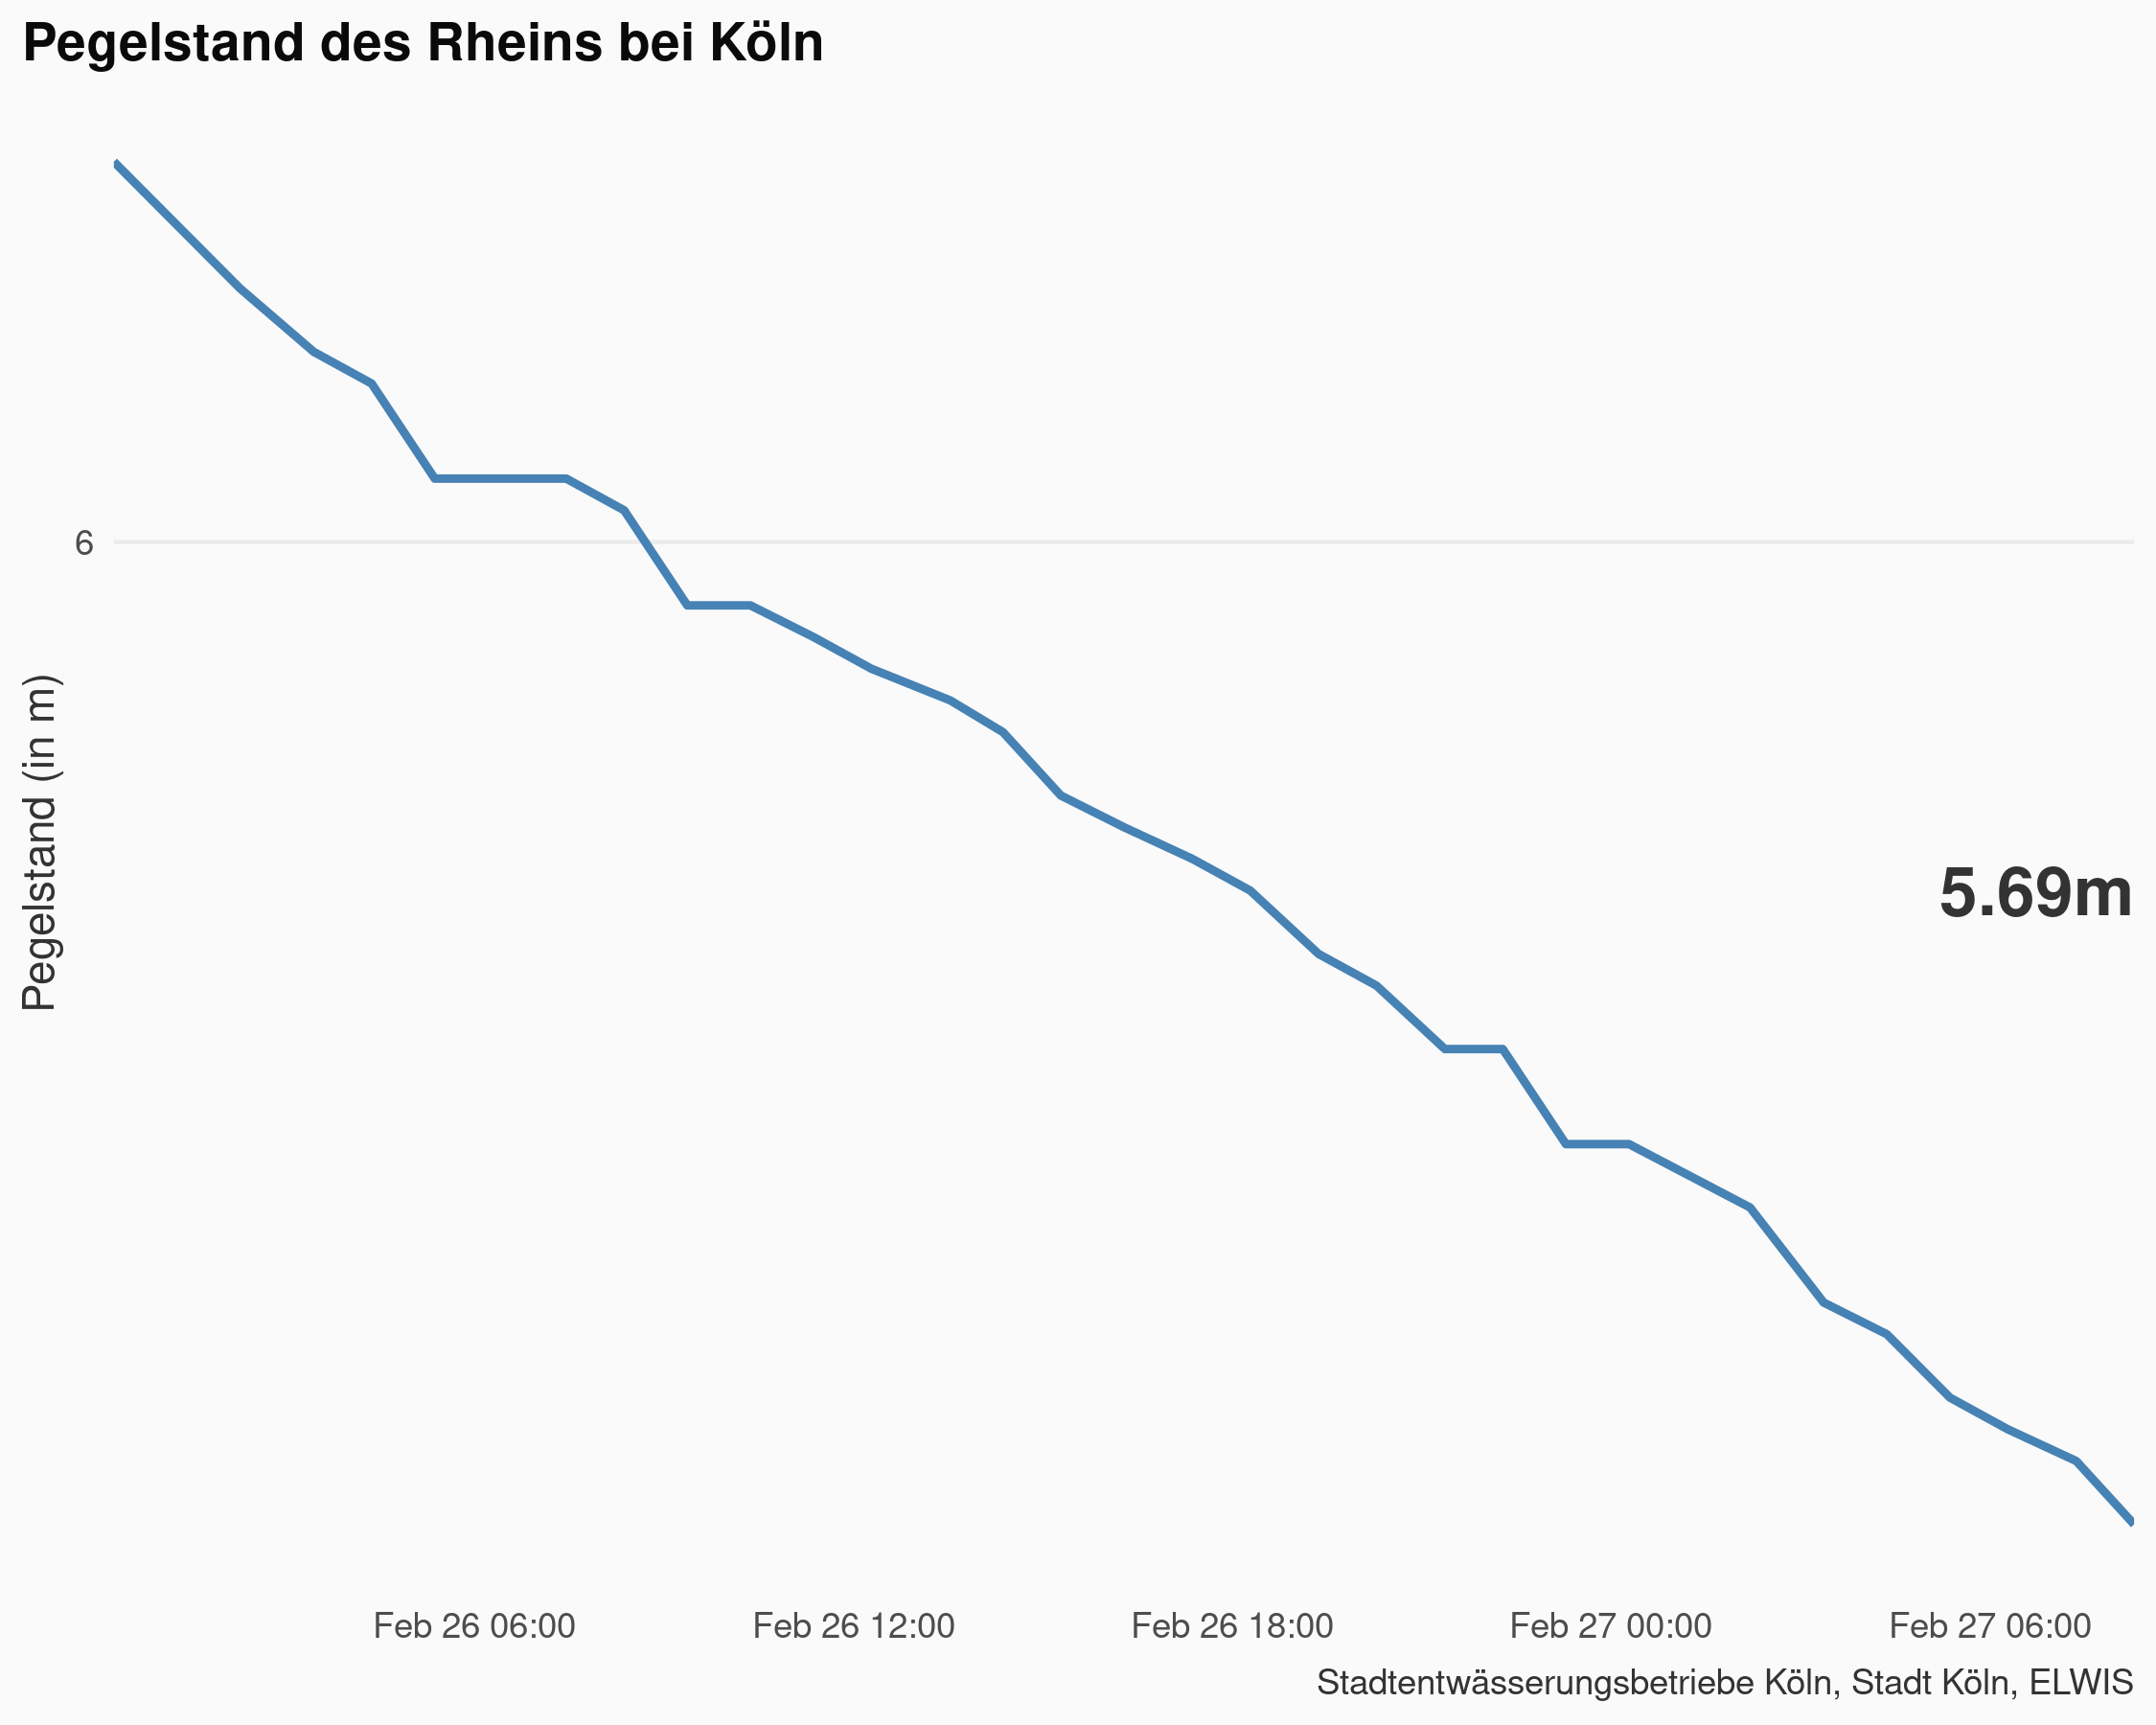 Pegelstand des Rheins bei Köln
Pegelstand (in m)
6
5.69m
Feb 26 06:00 Feb 26 12:00 Feb 26 18:00 Feb 27 00:00 Feb 27 06:00
Stadtentwässerungsbetriebe Köln, Stadt Köln, ELWIS